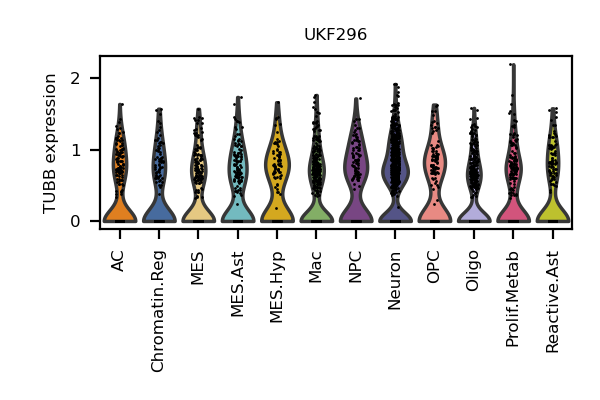 UKF296
TUBB expression
2
1
0
AC
Chromatin.Reg
MES
MES.Ast
MES.Hyp
Mac
NPC
Neuron
OPC
Oligo
Prolif.Metab
Reactive.Ast